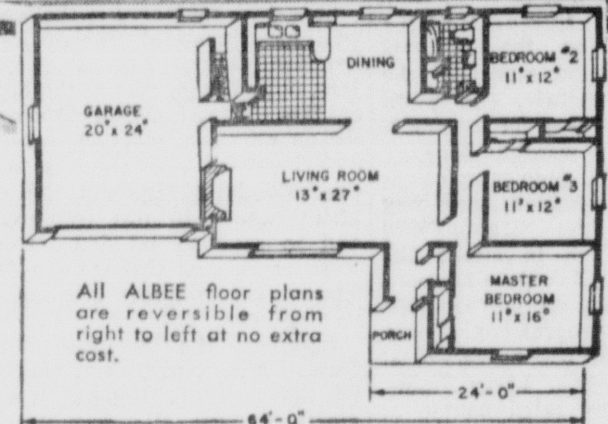 DINING
BEDROOM #2
11° x 12°
GARAGE
20° x 24°
LIVING ROOM
13° x 27°
BEDROOM #3
11° x 12°
MASTER
BEDROOM
11° x 16°
All ALBEE floor plans
are reversible from
right to left at no extra
cost.
PORCH
24'-0"
64'-0"